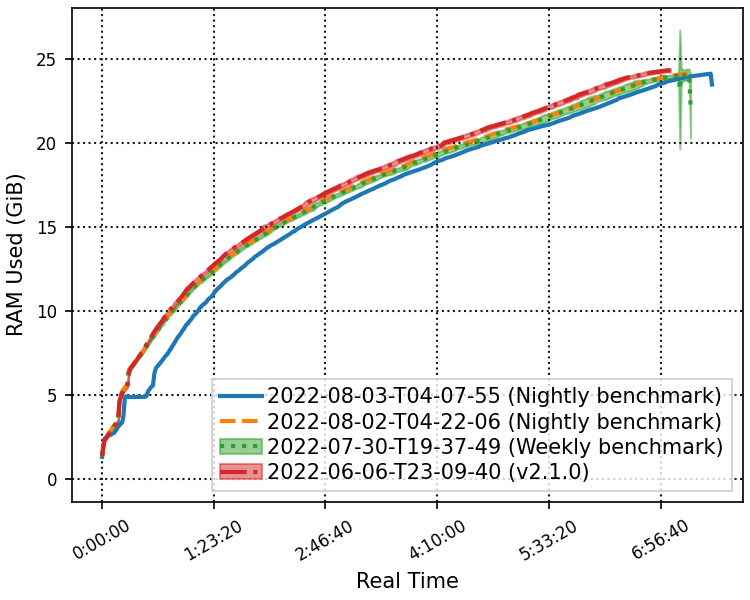 25
20
15
10
5
0
RAM Used (GiB)
2022-08-03-T04-07-55 (Nightly benchmark)
2022-08-02-T04-22-06 (Nightly benchmark)
2022-07-30-T19-37-49 (Weekly benchmark)
2022-06-06-T23-09-40 (v2.1.0)
0:00:00
1:23:20
2:46:40
4:10:00
5:33:20
6:56:40
Real Time